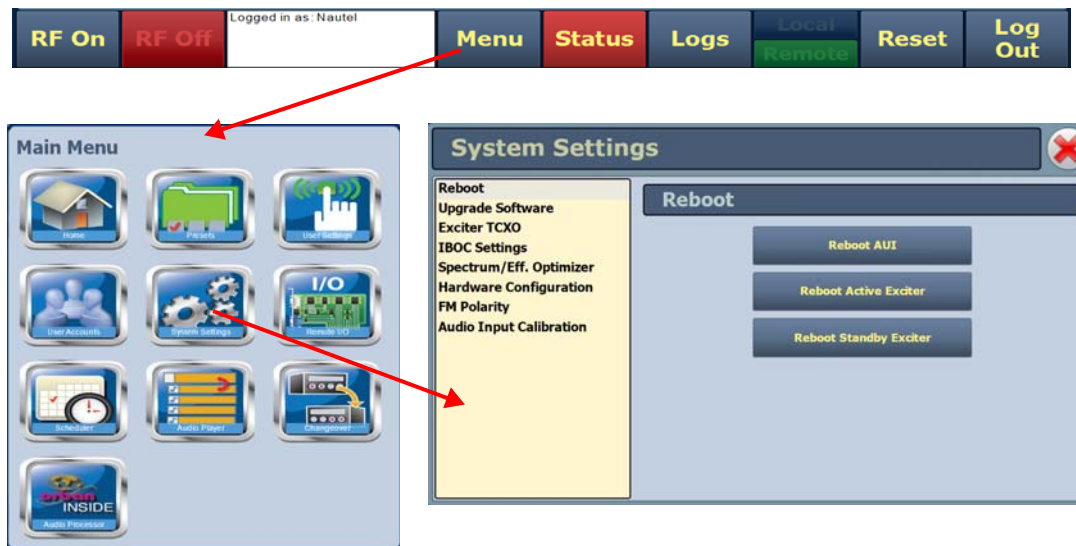 Logged in as: Nautel
RF On
RF Off
Menu
Status
Logs
Local
Remote
Reset
Log
Out
Main Menu
Home
Presets
User Settings
User Accounts
System Settings
I/O
Remote I/O
Scheduler
Audio Player
Changeover
orban
INSIDE
Audio Processor
System Settings
Reboot
Upgrade Software
Exciter TCXO
IBOC Settings
Spectrum/Eff. Optimizer
Hardware Configuration
FM Polarity
Audio Input Calibration
Reboot
Reboot AUI
Reboot Active Exciter
Reboot Standby Exciter